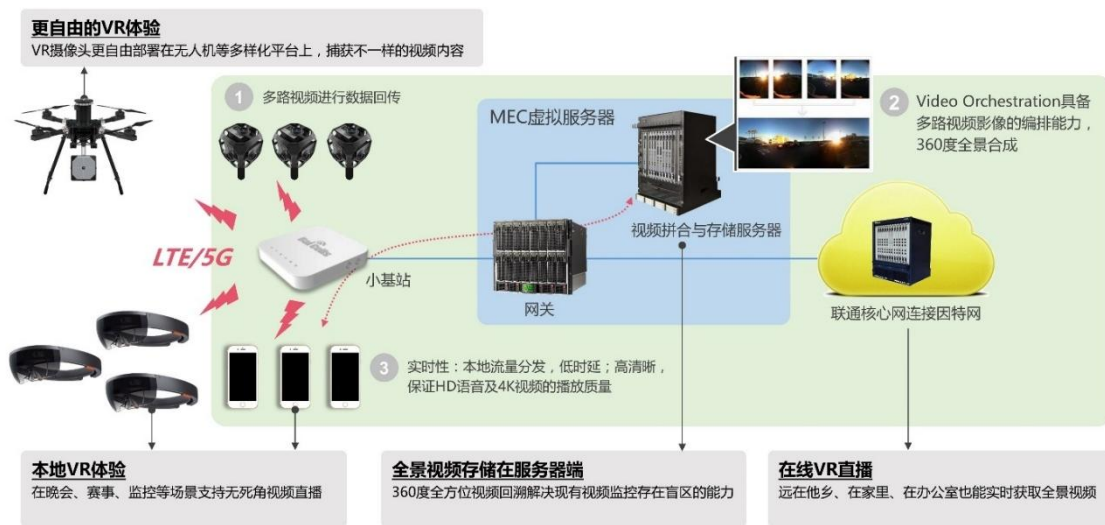 更自由的VR体验
VR摄像头更自由部署在无人机等多样化平台上，捕获不一样的视频内容
1 多路视频进行数据回传
MEC虚拟服务器
2 Video Orchestration具备
多路视频影像的编排能力，
360度全景合成
视频拼合与存储服务器
LTE/5G
小基站
网关
联通核心网连接因特网
3 实时性：本地流量分发，低时延；高清晰，
保证HD语音及4K视频的播放质量
本地VR体验
在晚会、赛事、监控等场景支持无死角视频直播
全景视频存储在服务器端
360度全方位视频回溯解决现有视频监控存在盲区的能力
在线VR直播
远在他乡、在家里、在办公室也能实时获取全景视频